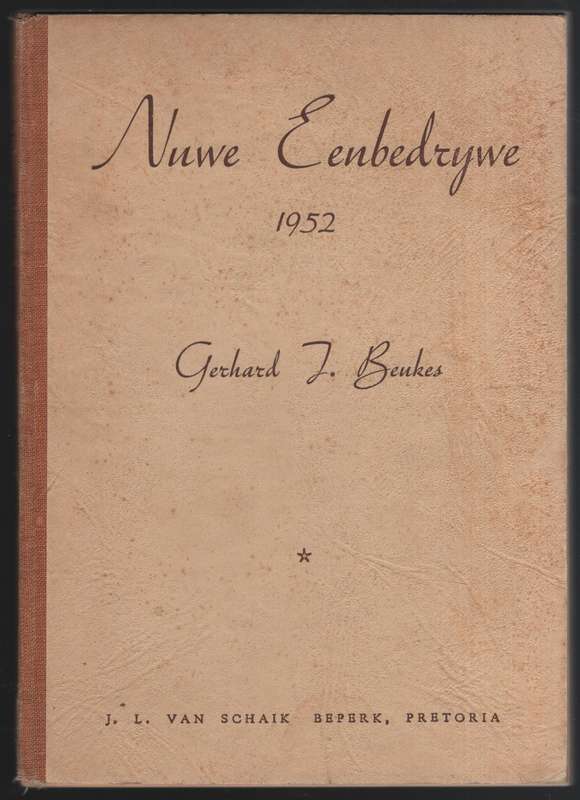 Nuwe Eenbedrywe
1952
Gerhard J. Beukes
J. L. VAN SCHAIK BEPERK, PRETORIA